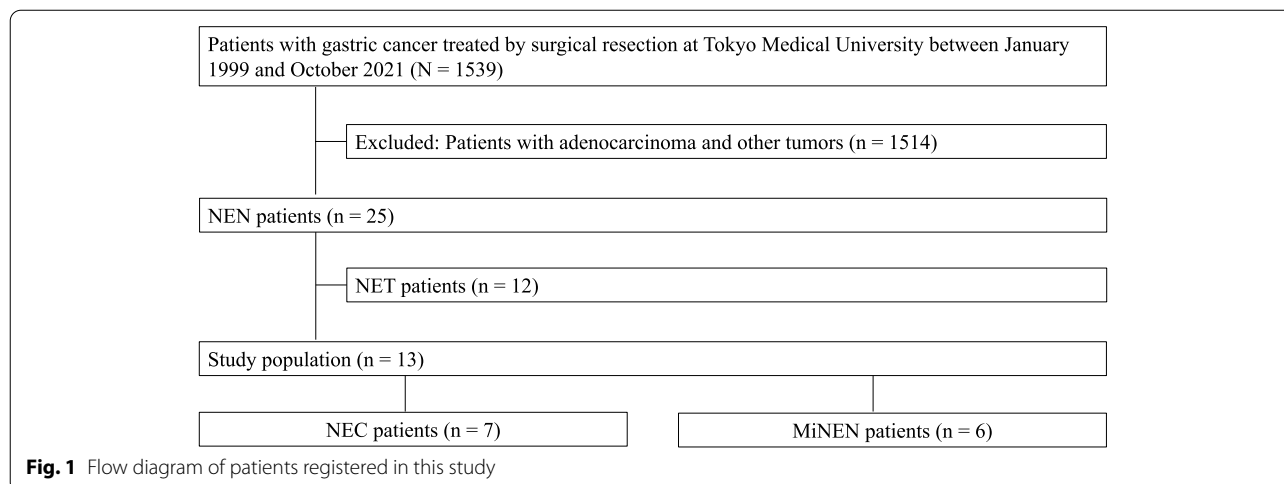 Patients with gastric cancer treated by surgical resection at Tokyo Medical University between January
1999 and October 2021 (N = 1539)
Excluded: Patients with adenocarcinoma and other tumors (n = 1514)
NEN patients (n = 25)
NET patients (n = 12)
Study population (n = 13)
NEC patients (n = 7)
MiNEN patients (n = 6)
Fig. 1 Flow diagram of patients registered in this study